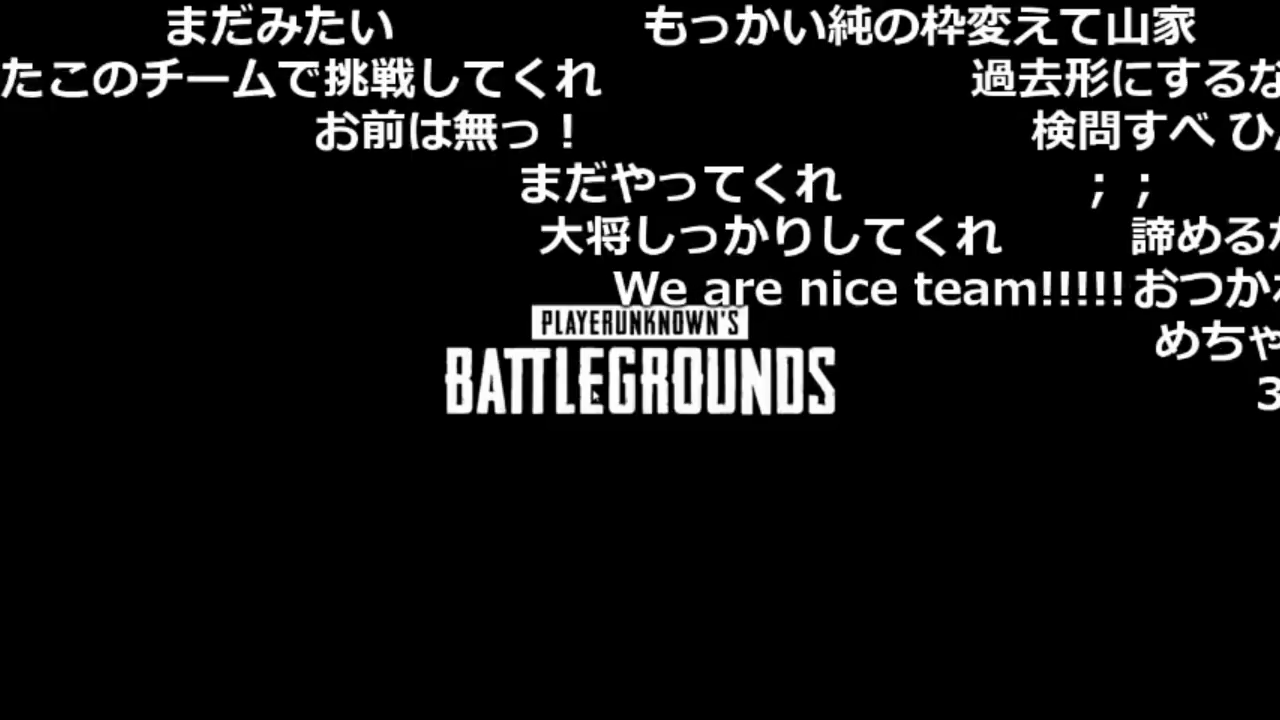 まだみたい
もっかい純の枠変えて山家
たこのチームで挑戦してくれ
過去形にするな
お前は無っ！
検問すべ ひ
まだやってくれ
；；
大将しっかりしてくれ
諦める
We are nice team!!!!!
おつか
PLAYERUNKNOWN'S
めちゃ
BATTLEGROUNDS
3